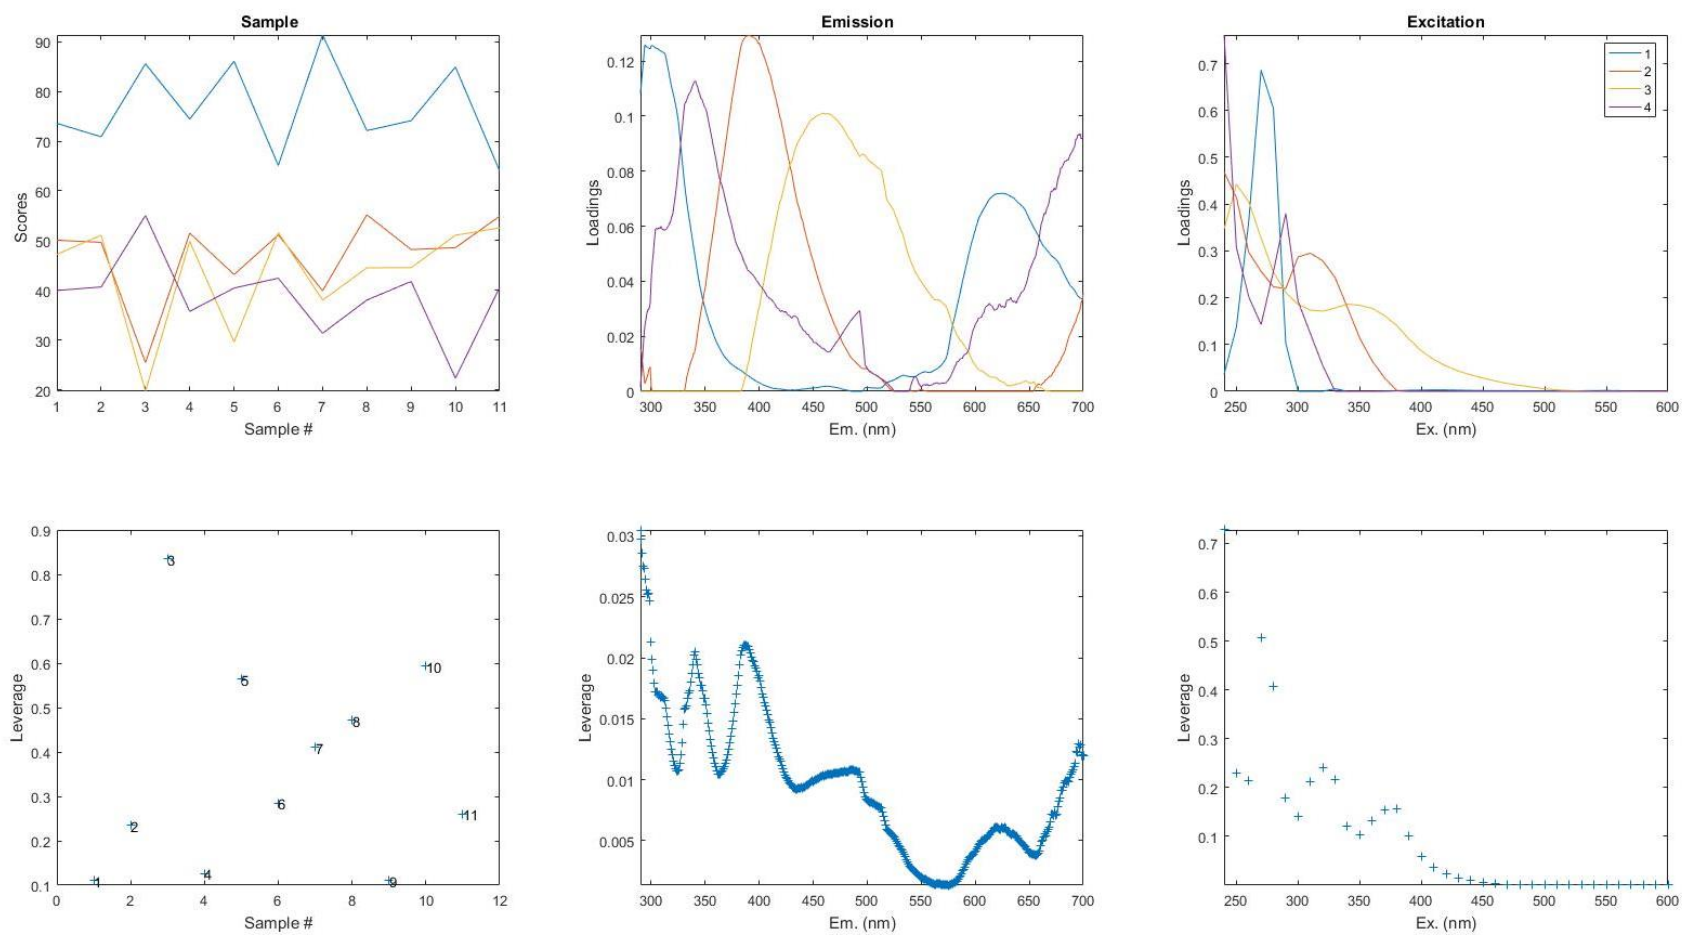 Sample
90
80
70
60
50
40
30
20
Scores
1 2 3 4 5 6 7 8 9 10 11
Sample #
Emission
0.12
0.1
0.08
0.06
0.04
0.02
0
Loadings
300 350 400 450 500 550 600 650 700
Em. (nm)
Excitation
0.7
0.6
0.5
0.4
0.3
0.2
0.1
0
Loadings
1
2
3
4
250 300 350 400 450 500 550 600
Ex. (nm)
0.9
0.8
0.7
0.6
0.5
0.4
0.3
0.2
0.1
Leverage
3
10
5
8
7
6
11
2
4
1
9
0 2 4 6 8 10 12
Sample #
0.03
0.025
0.02
0.015
0.01
0.005
Leverage
300 350 400 450 500 550 600 650 700
Em. (nm)
0.7
0.6
0.5
0.4
0.3
0.2
0.1
Leverage
250 300 350 400 450 500 550 600
Ex. (nm)